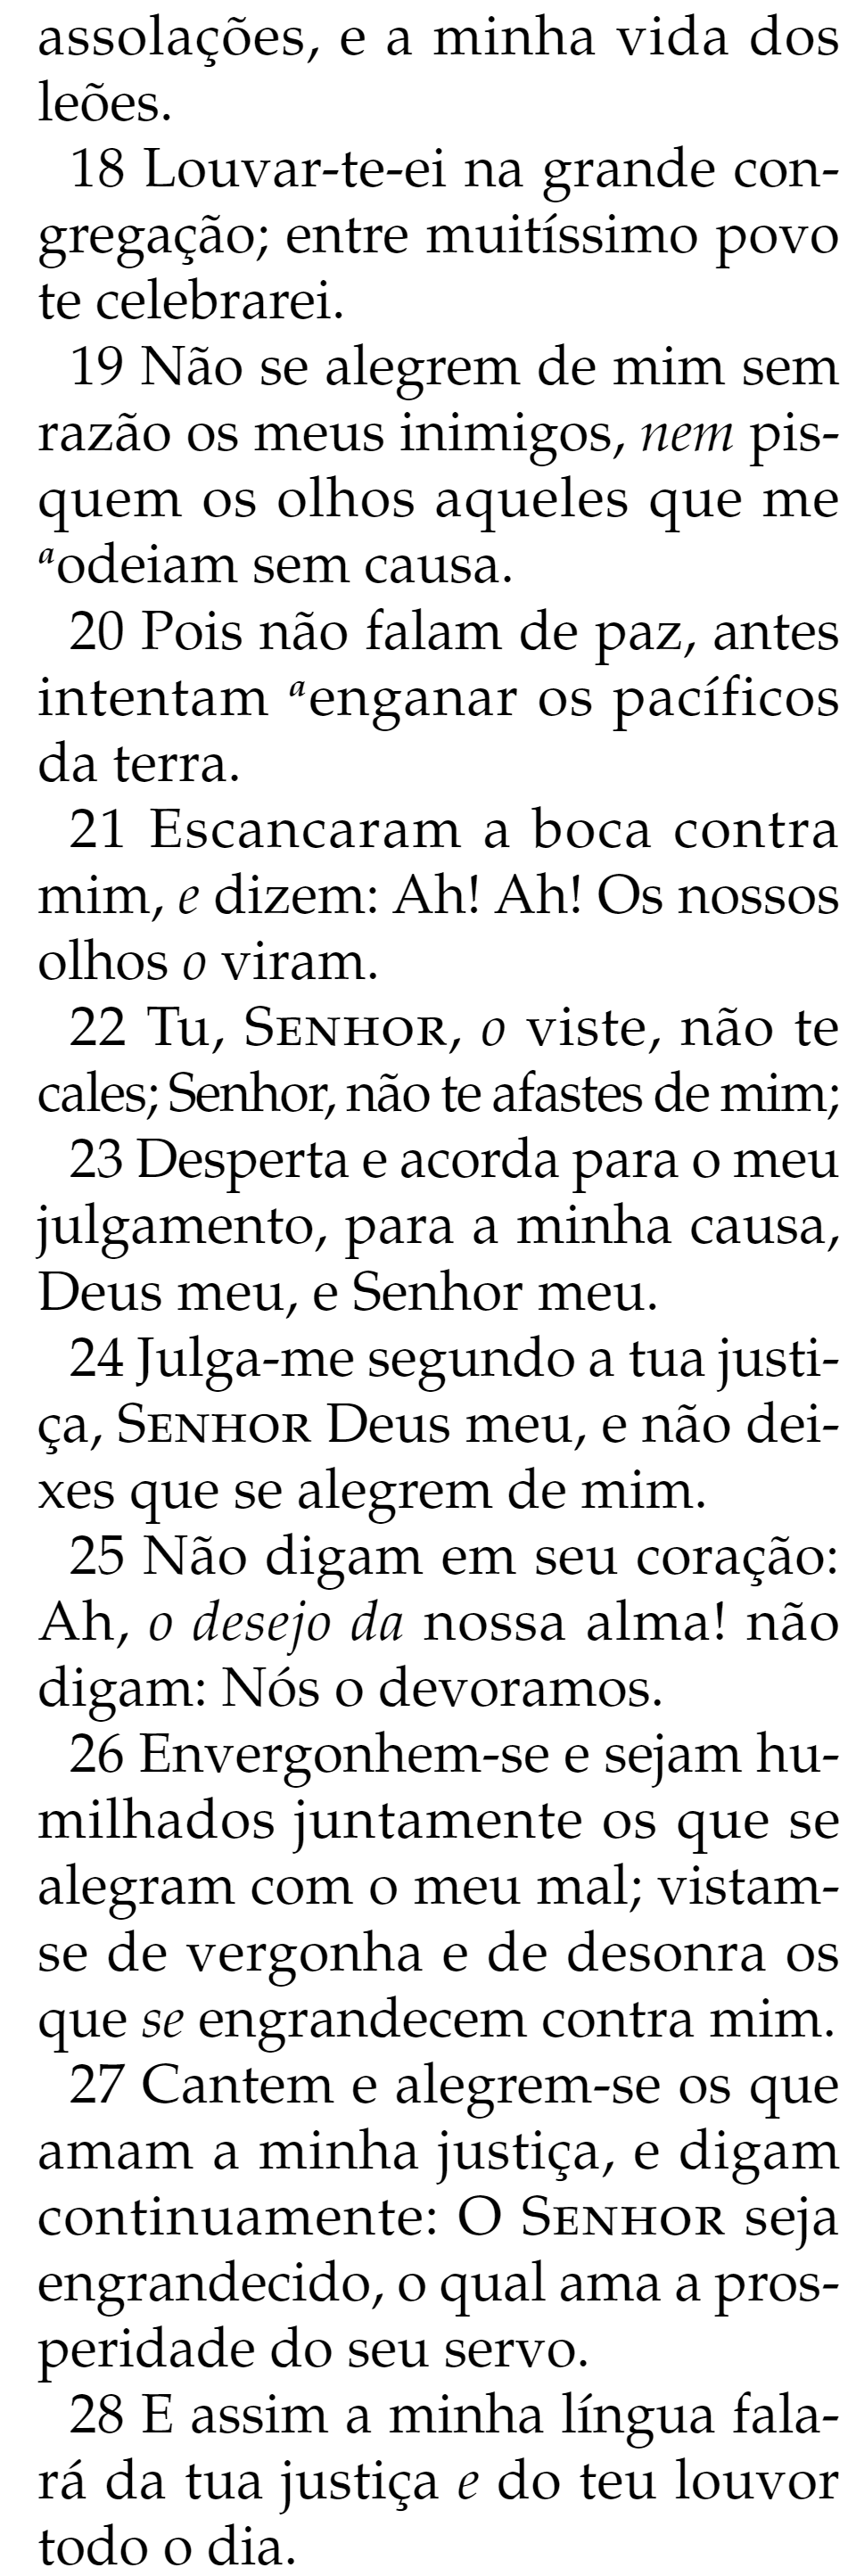 assolações, e a minha vida dos
leões.
18 Louvar-te-ei na grande con-
gregação; entre muitíssimo povo
te celebrarei.
19 Não se alegrem de mim sem
razão os meus inimigos, nem pis-
quem os olhos aqueles que me
ªodeiam sem causa.
20 Pois não falam de paz, antes
intentam ªenganar os pacíficos
da terra.
21 Escancaram a boca contra
mim, e dizem: Ah! Ah! Os nossos
olhos o viram.
22 Tu, SENHOR, o viste, não te
cales; Senhor, não te afastes de mim;
23 Desperta e acorda para o meu
julgamento, para a minha causa,
Deus meu, e Senhor meu.
24 Julga-me segundo a tua justi-
ça, SENHOR Deus meu, e não dei-
xes que se alegrem de mim.
25 Não digam em seu coração:
Ah, o desejo da nossa alma! não
digam: Nós o devoramos.
26 Envergonhem-se e sejam hu-
milhados juntamente os que se
alegram com o meu mal; vistam-
se de vergonha e de desonra os
que se engrandecem contra mim.
27 Cantem e alegrem-se os que
amam a minha justiça, e digam
continuamente: O SENHOR seja
engrandecido, o qual ama a pros-
peridade do seu servo.
28 E assim a minha língua fala-
rá da tua justiça e do teu louvor
todo o dia.